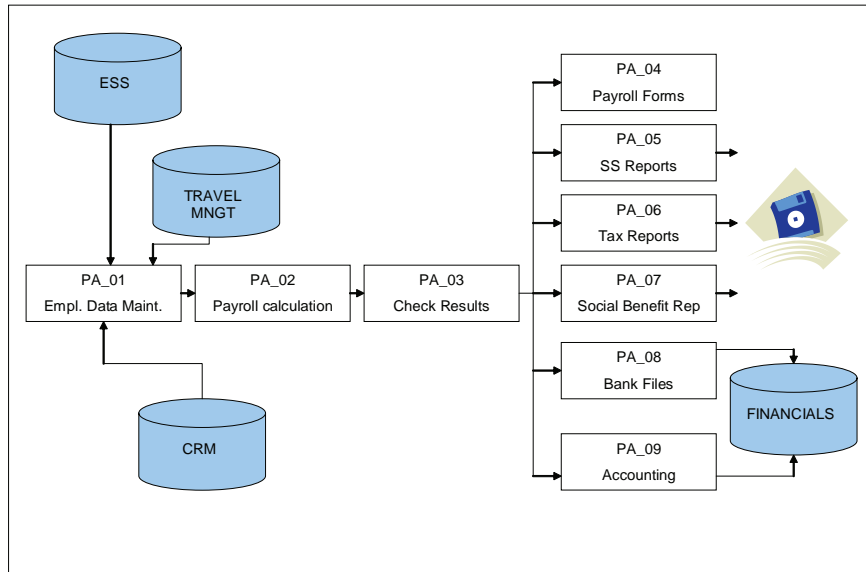 ESS
TRAVEL
MNGT
PA_01
Empl. Data Maint.
PA_02
Payroll calculation
PA_03
Check Results
CRM
PA_04
Payroll Forms
PA_05
SS Reports
PA_06
Tax Reports
PA_07
Social Benefit Rep
PA_08
Bank Files
PA_09
Accounting
FINANCIALS